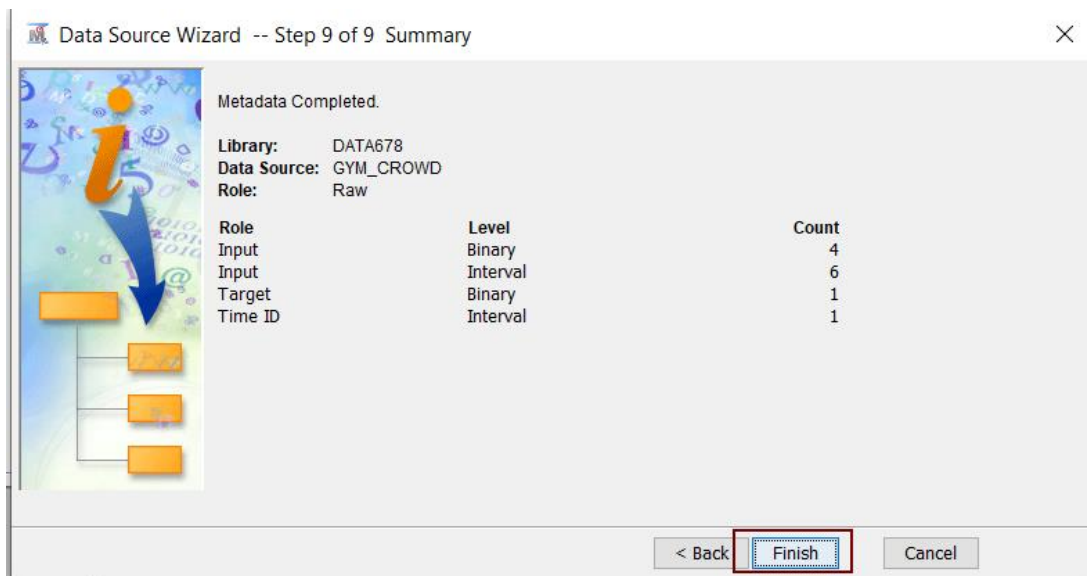 Data Source Wizard -- Step 9 of 9 Summary
Metadata Completed.
Library: DATA678
Data Source: GYM_CROWD
Role: Raw
Role Level Count
Input Binary 4
Input Interval 6
Target Binary 1
Time ID Interval 1
< Back Finish Cancel